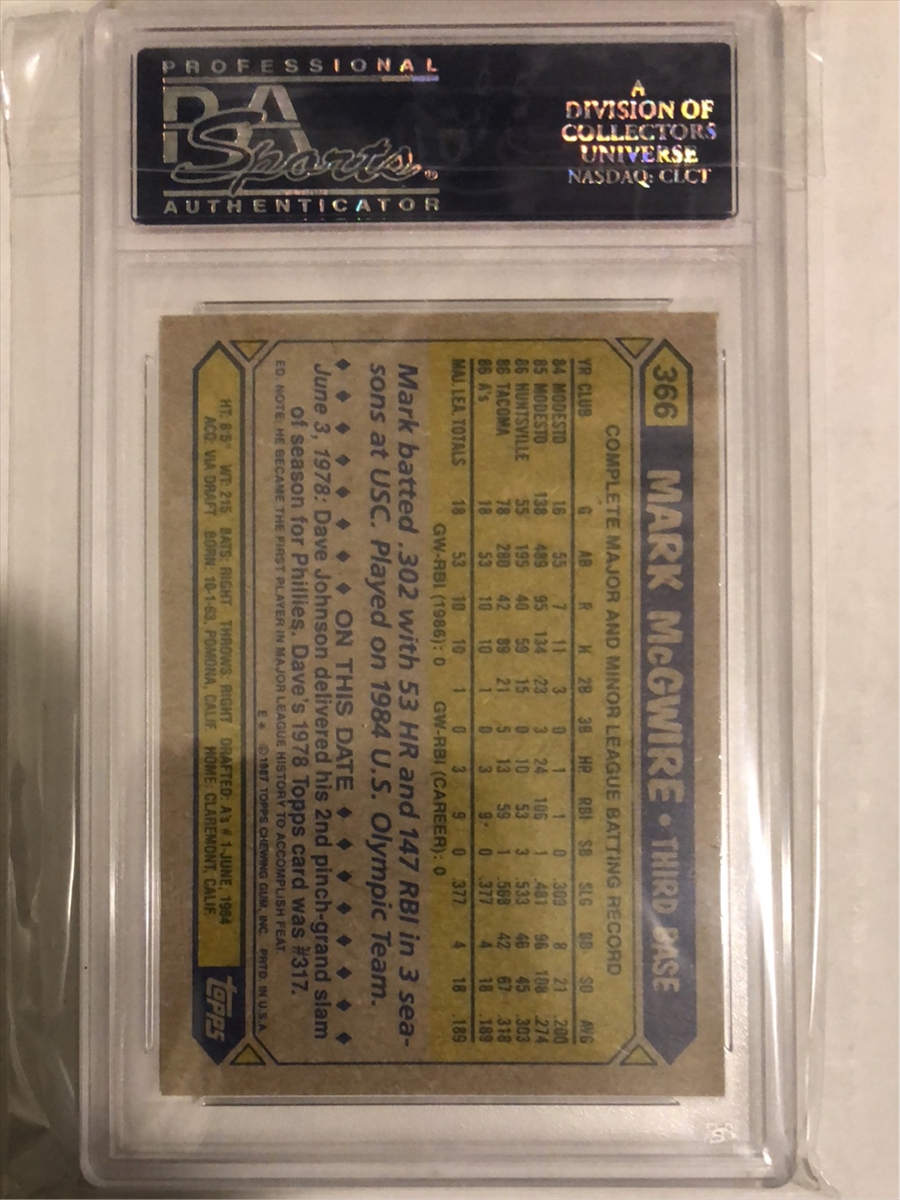 PROFESSIONAL
PSA
Sports®
AUTHENTICATOR
A
DIVISION OF
COLLECTORS
UNIVERSE
NASDAQ: CLCT
366 MARK McGWIRE • THIRD BASE
COMPLETE MAJOR AND MINOR LEAGUE BATTING RECORD
YR CLUB G AB R H 2B 3B HR RBI SB SLG BB SO AVG
84 MODESTO 16 55 7 11 3 0 1 1 0 .309 8 21 .200
85 MODESTO 138 489 95 134 23 3 24 106 1 .481 96 108 .274
86 HUNTSVILLE 55 195 40 59 15 0 10 53 3 .533 46 45 .303
86 TACOMA 78 280 42 89 21 5 13 59 1 .568 42 67 .318
86 A's 18 53 10 10 1 0 3 9 0 .377 4 18 .189
MAJ. LEA. TOTALS 18 53 10 10 1 0 3 9 0 .377 4 18 .189
GW-RBI (1986): 0 GW-RBI (CAREER): 0
Mark batted .302 with 53 HR and 147 RBI in 3 sea-
sons at USC. Played on 1984 U.S. Olympic Team.
♦ ♦ ♦ ♦ ♦ ♦ ON THIS DATE ♦ ♦ ♦ ♦ ♦ ♦
June 3, 1978: Dave Johnson delivered his 2nd pinch-grand slam
of season for Phillies. Dave's 1978 Topps card was #317.
ED. NOTE: HE BECAME THE FIRST PLAYER IN MAJOR LEAGUE HISTORY TO ACCOMPLISH FEAT.
E* ©1987 TOPPS CHEWING GUM, INC. PRTD IN U.S.A.
HT: 6'5" WT: 215 BATS: RIGHT THROWS: RIGHT DRAFTED: A's #1-JUNE, 1984
ACQ: VIA DRAFT BORN: 10-1-63, POMONA, CALIF. HOME: CLAREMONT, CALIF.
topps